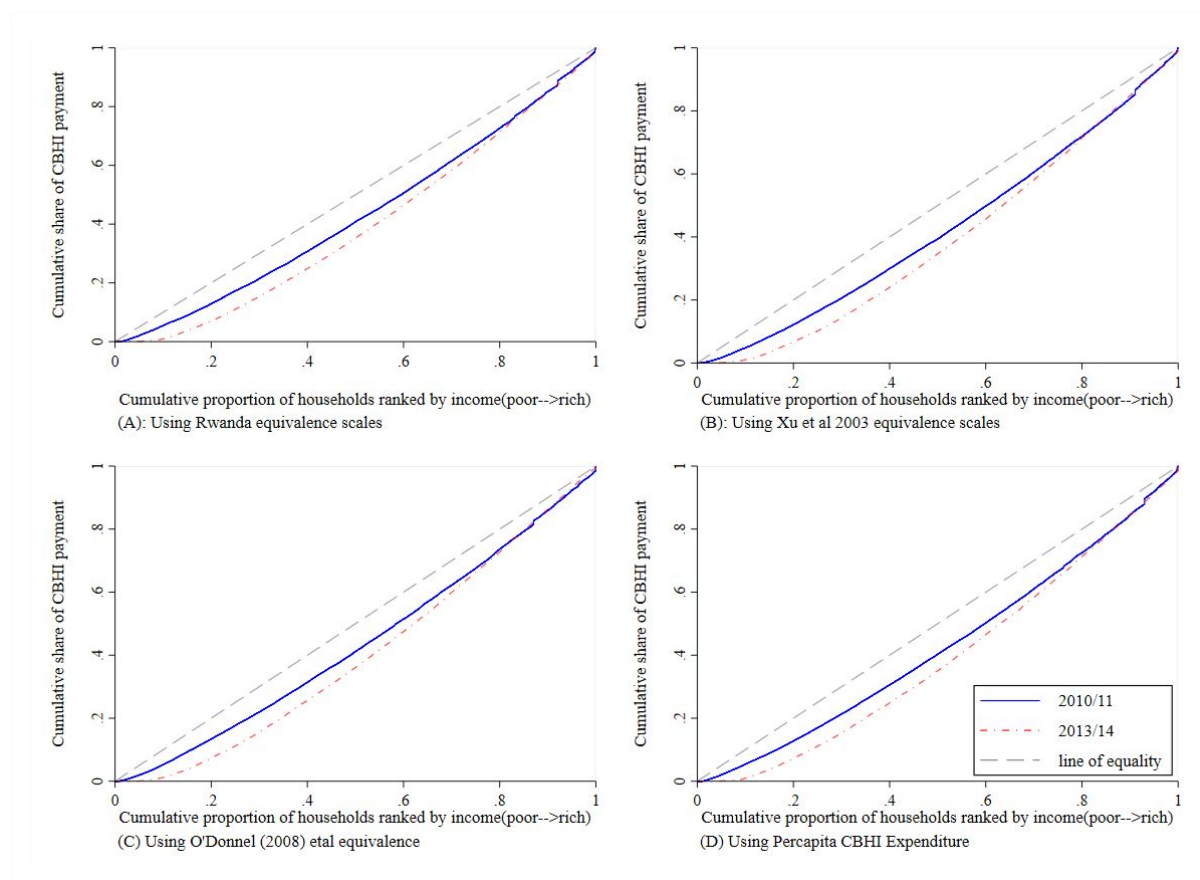 Cumulative share of CBHI payment
1
.8
.6
.4
.2
0
0 .2 .4 .6 .8 1
Cumulative proportion of households ranked by income(poor-->rich)
(A): Using Rwanda equivalence scales
Cumulative share of CBHI payment
1
.8
.6
.4
.2
0
0 .2 .4 .6 .8 1
Cumulative proportion of households ranked by income(poor-->rich)
(B): Using Xu et al 2003 equivalence scales
Cumulative share of CBHI payment
1
.8
.6
.4
.2
0
0 .2 .4 .6 .8 1
Cumulative proportion of households ranked by income(poor-->rich)
(C) Using O'Donnel (2008) etal equivalence
Cumulative share of CBHI payment
1
.8
.6
.4
.2
0
2010/11
2013/14
line of equality
0 .2 .4 .6 .8 1
Cumulative proportion of households ranked by income(poor-->rich)
(D) Using Percapita CBHI Expenditure